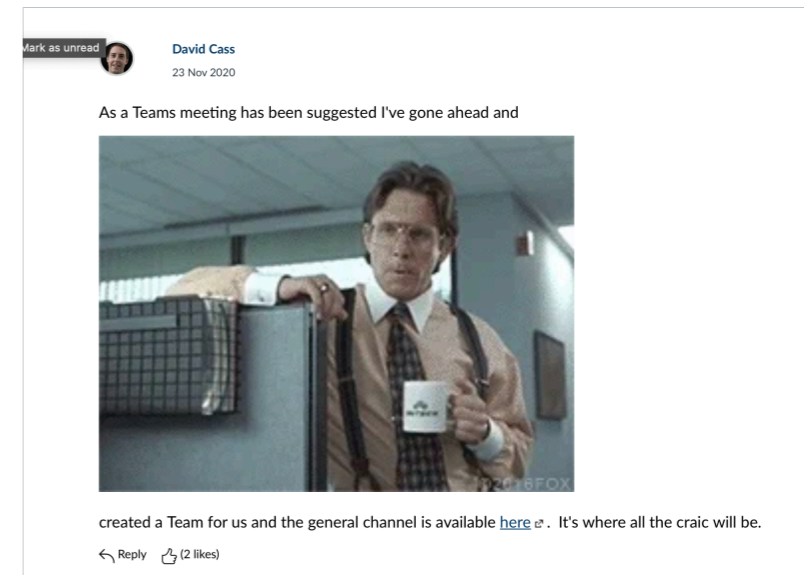 Mark as unread
David Cass
23 Nov 2020
As a Teams meeting has been suggested I've gone ahead and
created a Team for us and the general channel is available here. It's where all the craic will be.
Reply (2 likes)